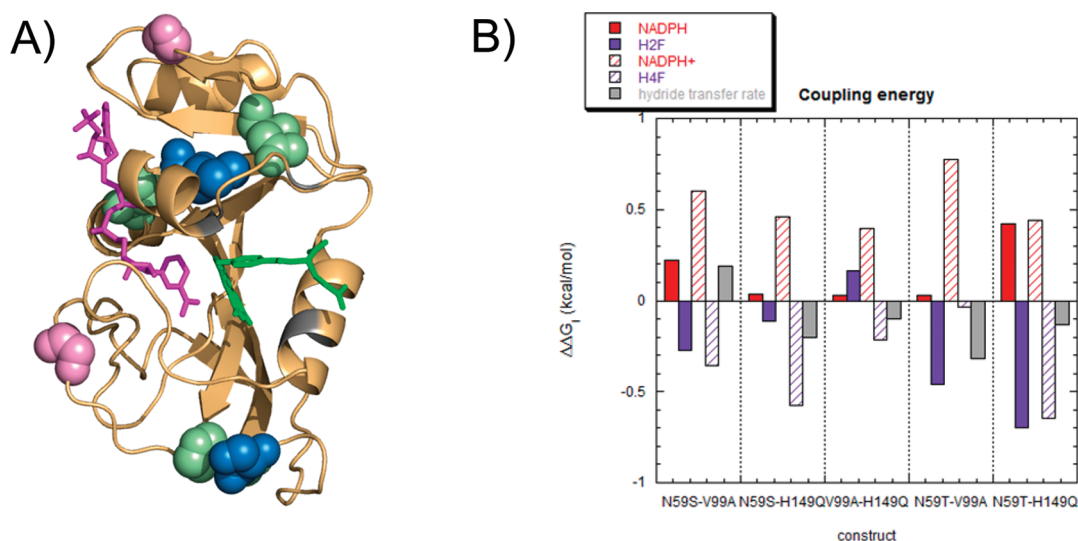 A)
B)
NADPH
H2F
NADPH+
H4F
hydride transfer rate
Coupling energy
1
0.5
0
-0.5
-1
ΔΔG_I (kcal/mol)
N59S-V99A N59S-H149Q V99A-H149Q N59T-V99A N59T-H149Q
construct